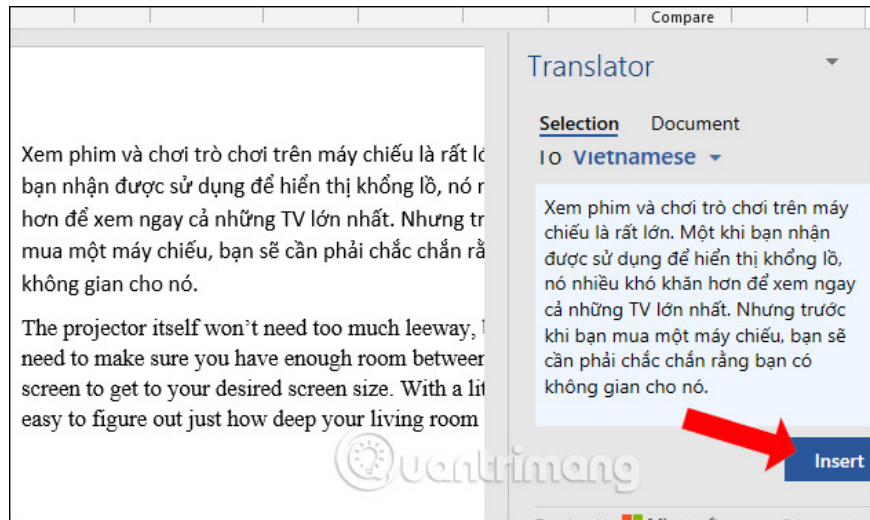 Compare
Translator
Selection Document
To Vietnamese
Xem phim và chơi trò chơi trên máy chiếu là rất
bạn nhận được sử dụng để hiển thị khổng lồ, nó
hơn để xem ngay cả những TV lớn nhất. Nhưng
mua một máy chiếu, bạn sẽ cần phải chắc chắn
không gian cho nó.
The projector itself won't need too much leeway,
need to make sure you have enough room between
screen to get to your desired screen size. With a
easy to figure out just how deep your living room
Xem phim và chơi trò chơi trên máy
chiếu là rất lớn. Một khi bạn nhận
được sử dụng để hiển thị khổng lồ,
nó nhiều khó khăn hơn để xem ngay
cả những TV lớn nhất. Nhưng trước
khi bạn mua một máy chiếu, bạn sẽ
cần phải chắc chắn rằng bạn có
không gian cho nó.
Insert
Quantrimang